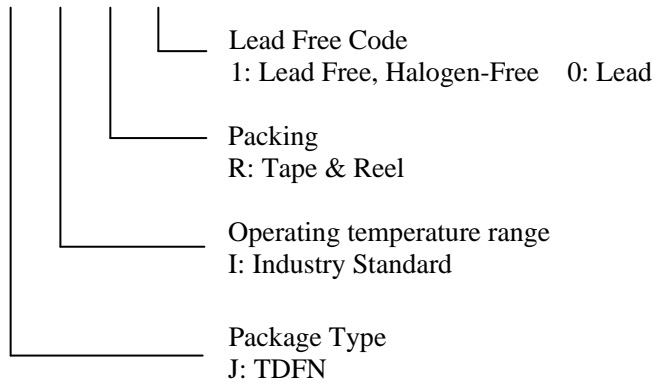 Lead Free Code
1: Lead Free, Halogen-Free 0: Lead
Packing
R: Tape & Reel
Operating temperature range
I: Industry Standard
Package Type
J: TDFN